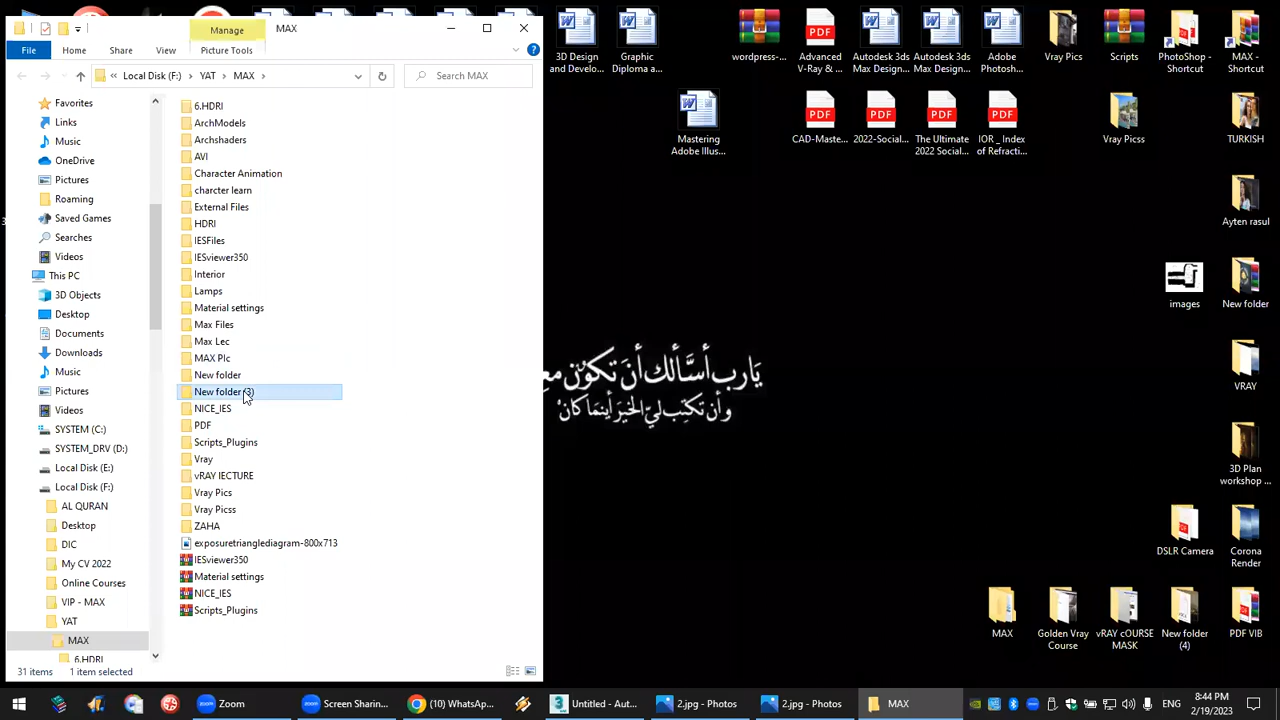 Manage
MAX
File
Home
Share
View
Picture Tools
Local Disk (F:)
YAT
MAX
Search MAX
Favorites
Links
Music
OneDrive
Pictures
Roaming
Saved Games
Searches
Videos
This PC
3D Objects
Desktop
Documents
Downloads
Music
Pictures
Videos
SYSTEM (C:)
SYSTEM_DRV (D:)
Local Disk (E:)
Local Disk (F:)
AL QURAN
Desktop
DIC
My CV 2022
Online Courses
VIP - MAX
YAT
MAX
6.HDRI
6.HDRI
ArchModels
Archshaders
AVI
Character Animation
charcter learn
External Files
HDRI
IESFiles
IESviewer350
Interior
Lamps
Material settings
Max Files
Max Lec
MAX PIc
New folder
New folder (3)
NICE_IES
PDF
Scripts_Plugins
Vray
vRAY lECTURE
Vray Pics
Vray Picss
ZAHA
exposuretrianglediagram-800x713
IESviewer350
Material settings
NICE_IES
Scripts_Plugins
31 items
1 item selected
3D Design
and Develo...
Graphic
Diploma a...
wordpress-...
Advanced
V-Ray & ...
Autodesk 3ds
Max Design...
Autodesk 3ds
Max Design...
Adobe
Photosh...
Vray Pics
Scripts
PhotoShop -
Shortcut
MAX -
Shortcut
Mastering
Adobe Illus...
CAD-Maste...
2022-Social...
The Ultimate
2022 Social...
IOR _ Index
of Refracti...
Vray Picss
TURKISH
Ayten rasul
images
New folder
يَارب أسَّألك أنَ تكوٌن مع
وأن تكتِب ليّ الخيرَ أينمَا كانْ
VRAY
3D Plan
workshop ...
DSLR Camera
Corona
Render
MAX
Golden Vray
Course
vRAY cOURSE
MASK
New folder
(4)
PDF VIB
Zoom
Screen Sharin...
(10) WhatsAp...
Untitled - Aut...
2.jpg - Photos
2.jpg - Photos
MAX
ENG
8:44 PM
2/19/2023